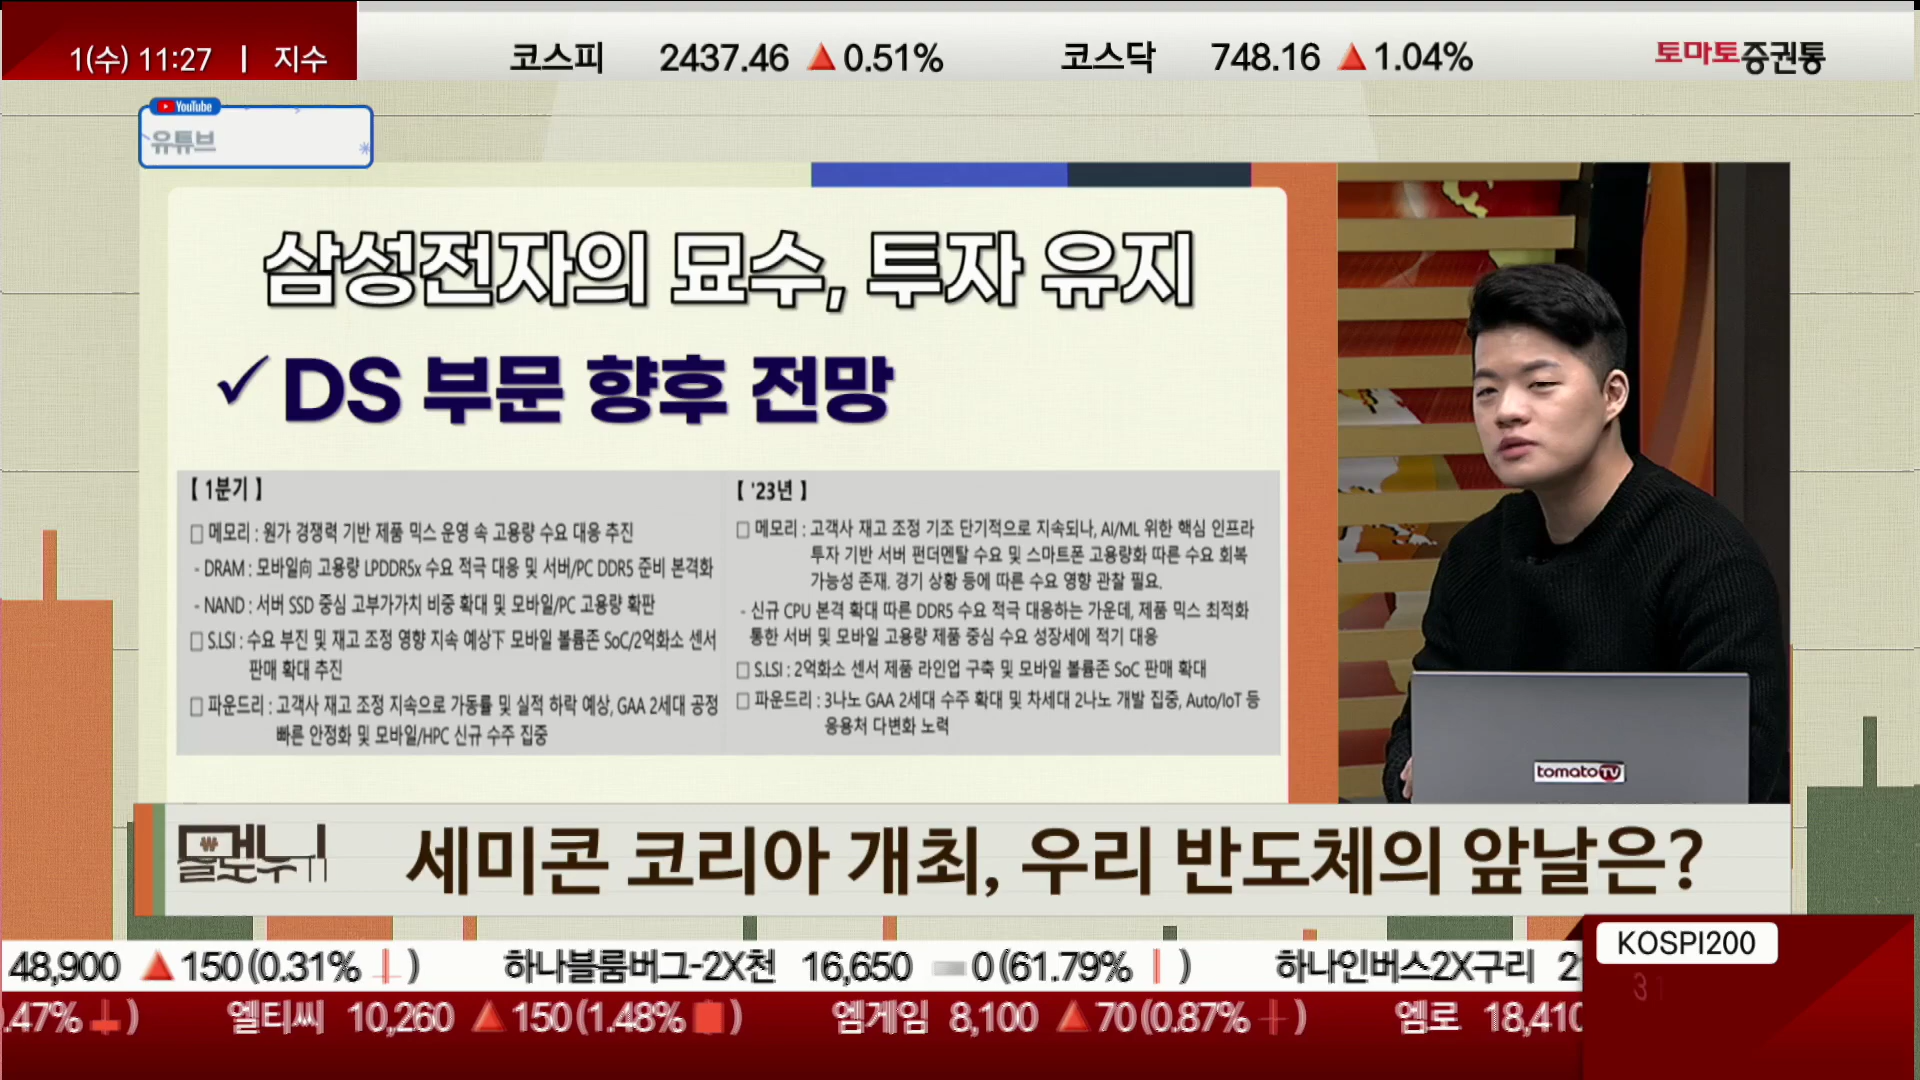 1(수) 11:27 | 지수
코스피 2437.46 ▲0.51% 코스닥 748.16 ▲1.04%
토마토증권통
YouTube
유튜브
삼성전자의 묘수, 투자 유지
✓DS 부문 향후 전망
【 1분기 】
□ 메모리 : 원가 경쟁력 기반 제품 믹스 운영 속 고용량 수요 대응 추진
- DRAM : 모바일向 고용량 LPDDR5x 수요 적극 대응 및 서버/PC DDR5 준비 본격화
- NAND : 서버 SSD 중심 고부가가치 비중 확대 및 모바일/PC 고용량 확판
□ S.LSI : 수요 부진 및 재고 조정 영향 지속 예상下 모바일 볼륨존 SoC/2억화소 센서
판매 확대 추진
□ 파운드리 : 고객사 재고 조정 지속으로 가동률 및 실적 하락 예상, GAA 2세대 공정
빠른 안정화 및 모바일/HPC 신규 수주 집중
【 '23년 】
□ 메모리 : 고객사 재고 조정 기조 단기적으로 지속되나, AI/ML 위한 핵심 인프라
투자 기반 서버 펀더멘탈 수요 및 스마트폰 고용량화 따른 수요 회복
가능성 존재. 경기 상황 등에 따른 수요 영향 관찰 필요.
- 신규 CPU 본격 확대 따른 DDR5 수요 적극 대응하는 가운데, 제품 믹스 최적화
통한 서버 및 모바일 고용량 제품 중심 수요 성장세에 적기 대응
□ S.LSI : 2억화소 센서 제품 라인업 구축 및 모바일 볼륨존 SoC 판매 확대
□ 파운드리 : 3나노 GAA 2세대 수주 확대 및 차세대 2나노 개발 집중, Auto/IoT 등
응용처 다변화 노력
tomatoTV
세미콘 코리아 개최, 우리 반도체의 앞날은?
48,900 ▲150(0.31% ) 하나블룸버그-2X천 16,650 0(61.79% ) 하나인버스2X구리
KOSPI200
.47% ) 엘티씨 10,260 ▲150(1.48% ) 엠게임 8,100 ▲70(0.87% ) 엠로 18,410